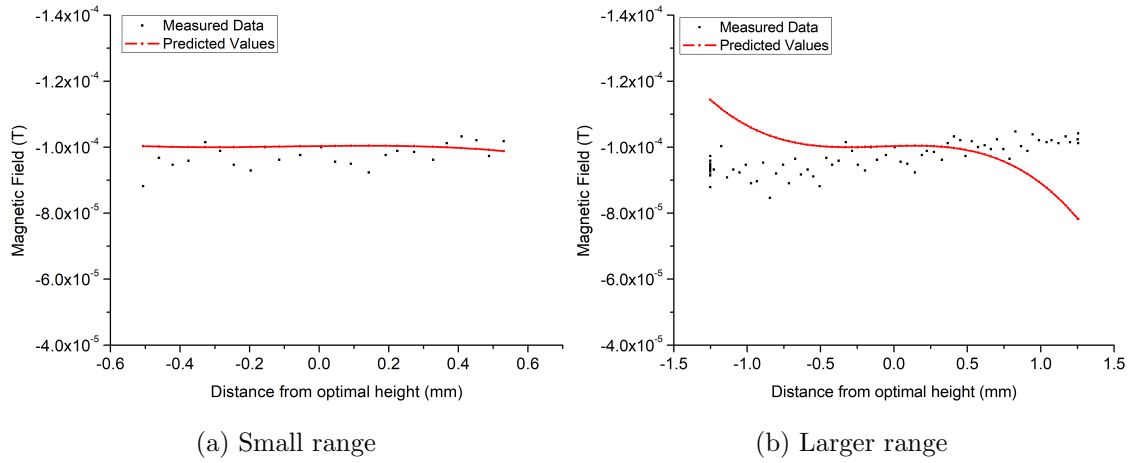 Measured Data
Predicted Values
-1.4x10⁻⁴
-1.2x10⁻⁴
-1.0x10⁻⁴
-8.0x10⁻⁵
-6.0x10⁻⁵
-4.0x10⁻⁵
Magnetic Field (T)
-0.6 -0.4 -0.2 0.0 0.2 0.4 0.6
Distance from optimal height (mm)
(a) Small range
Measured Data
Predicted Values
-1.4x10⁻⁴
-1.2x10⁻⁴
-1.0x10⁻⁴
-8.0x10⁻⁵
-6.0x10⁻⁵
-4.0x10⁻⁵
Magnetic Field (T)
-1.5 -1.0 -0.5 0.0 0.5 1.0 1.5
Distance from optimal height (mm)
(b) Larger range